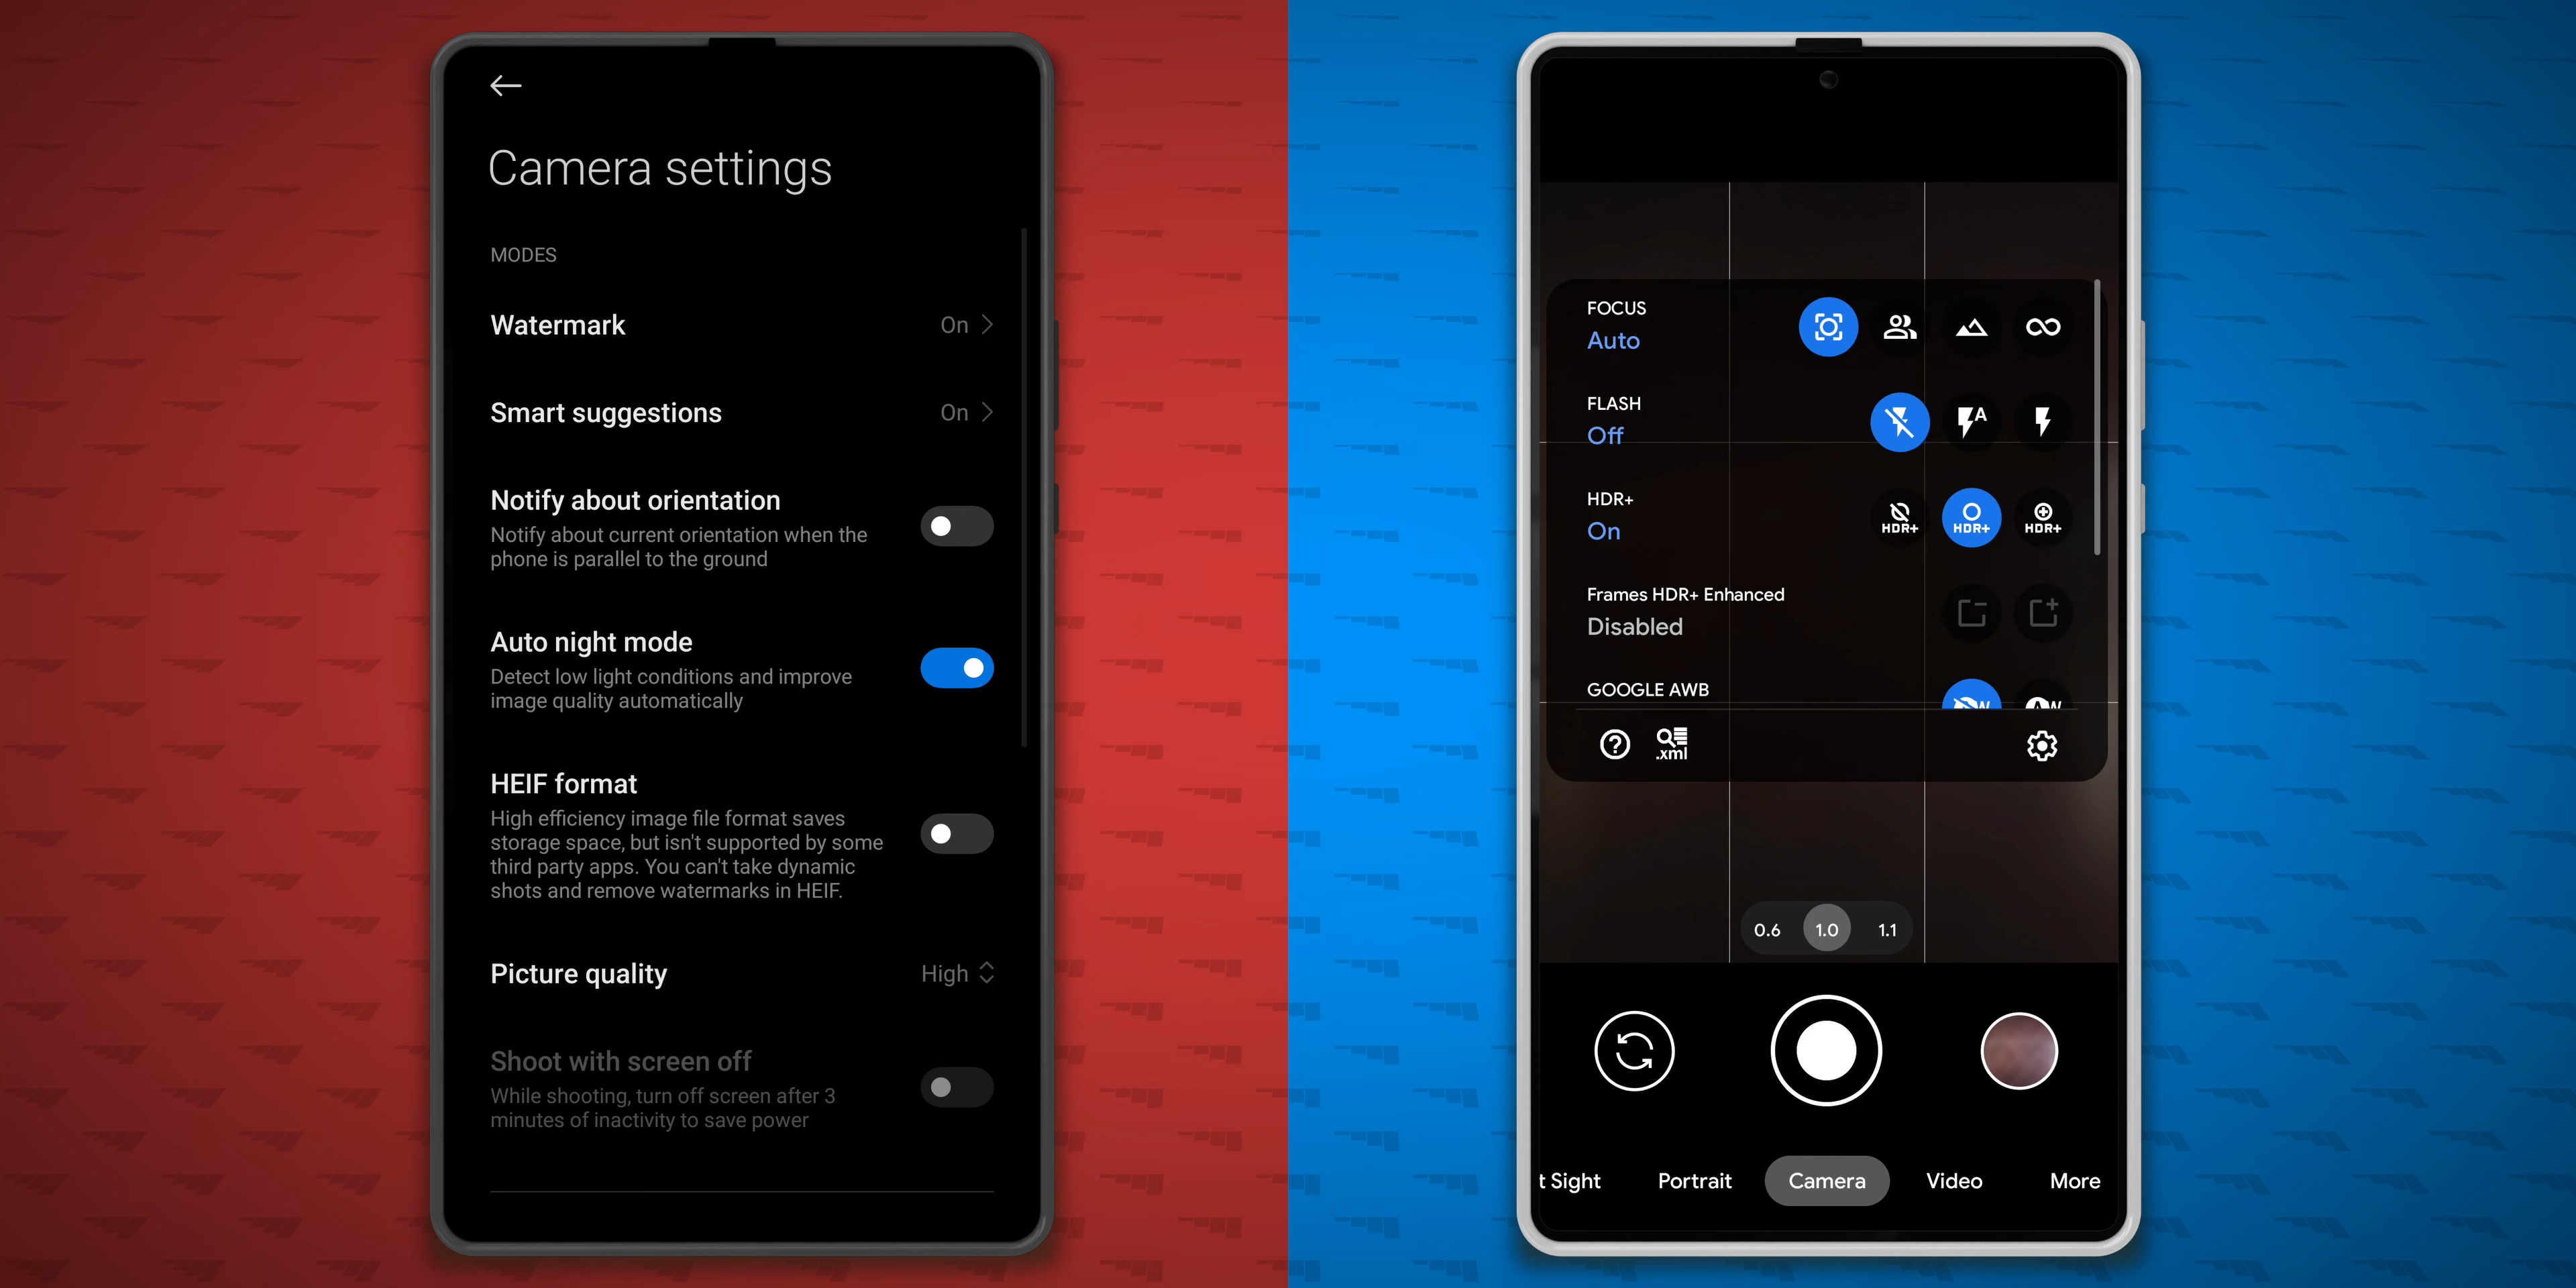 Camera settings
MODES
Watermark On
Smart suggestions On
Notify about orientation
Notify about current orientation when the
phone is parallel to the ground
Auto night mode
Detect low light conditions and improve
image quality automatically
HEIF format
High efficiency image file format saves
storage space, but isn't supported by some
third party apps. You can't take dynamic
shots and remove watermarks in HEIF.
Picture quality High
Shoot with screen off
While shooting, turn off screen after 3
minutes of inactivity to save power
FOCUS
Auto
FLASH
Off
A
HDR+
On
HDR+ HDR+ HDR+
Frames HDR+ Enhanced
Disabled
GOOGLE AWB
W W
.xml
0.6 1.0 1.1
t Sight Portrait Camera Video More